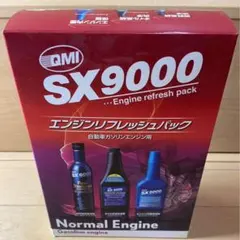 QMI
SX9000
...Engine refresh pack
エンジンリフレッシュパック
自動車ガソリンエンジン用
SX9000
Normal Engine
Gasoline engine